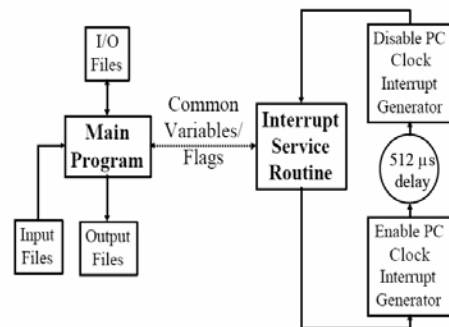 I/O
Files
Main
Program
Input
Files
Output
Files
Common
Variables/
Flags
Interrupt
Service
Routine
Disable PC
Clock
Interrupt
Generator
512 µs
delay
Enable PC
Clock
Interrupt
Generator